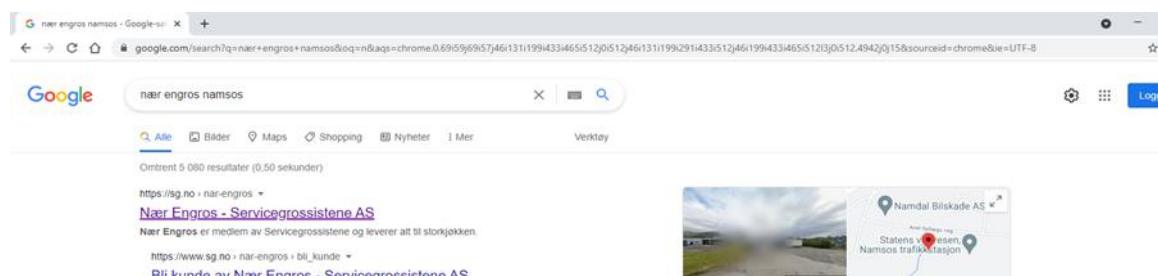 nær engros namsos - Google-sø
google.com/search?q=nær+engros+namsos&oq=n&aqs=chrome.0.69i59j69i57j46i131i199i433i465i512j0i512j46i131i199i291i433i512j46i199i433i465i512l3j0i512.4942j0j15&sourceid=chrome&ie=UTF-8
Google
nær engros namsos
Logg
Alle Bilder Maps Shopping Nyheter Mer Verktøy
Omtrent 5 080 resultater (0,50 sekunder)
https://sg.no › nar-engros
Nær Engros - Servicegrossistene AS
Nær Engros er medlem av Servicegrossistene og leverer alt til storkjøkken.
https://www.sg.no › nar-engros › bli_kunde
Bli kunde av Nær Engros - Servicegrossistene AS
Namdal Bilskade AS
Axel Sellægs veg
Statens vegvesen,
Namsos trafikkstasjon